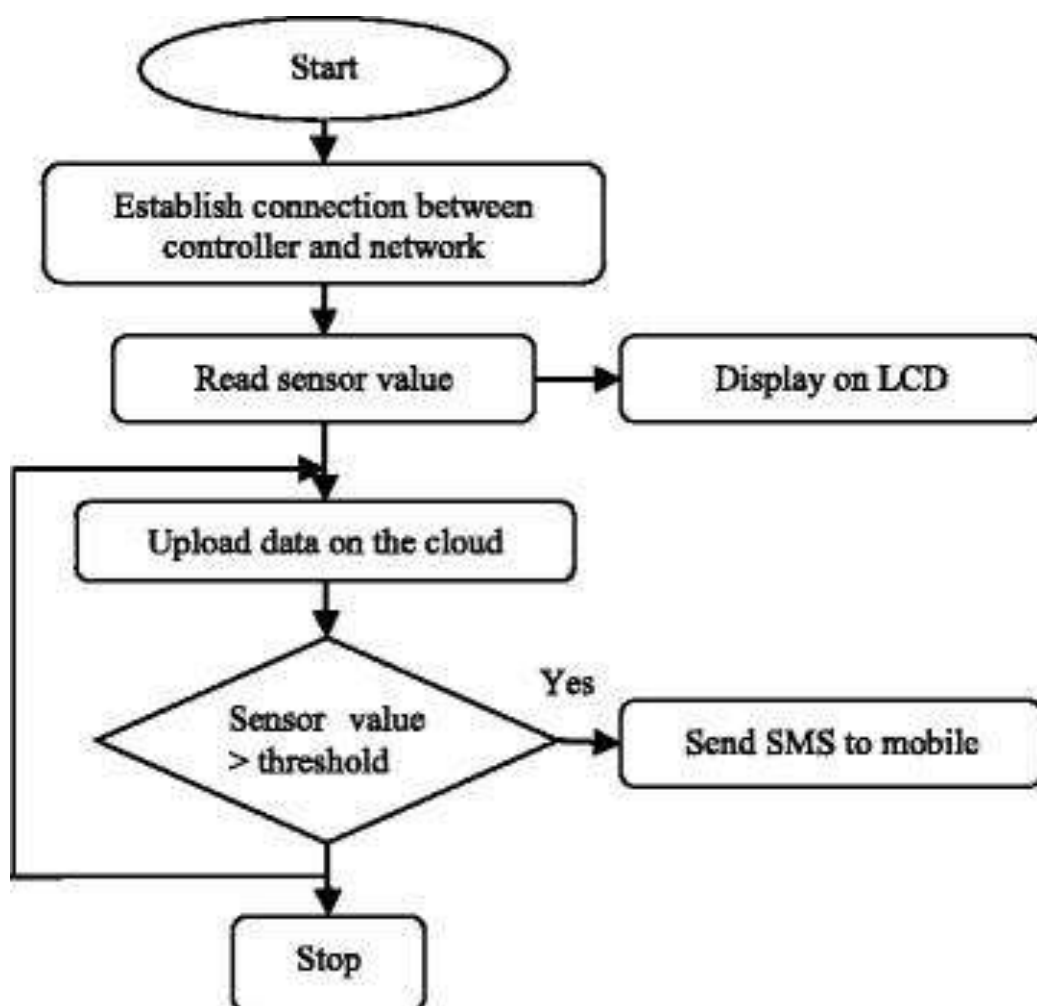 Start
Establish connection between
controller and network
Read sensor value
Display on LCD
Upload data on the cloud
Yes
Sensor value
> threshold
Send SMS to mobile
Stop